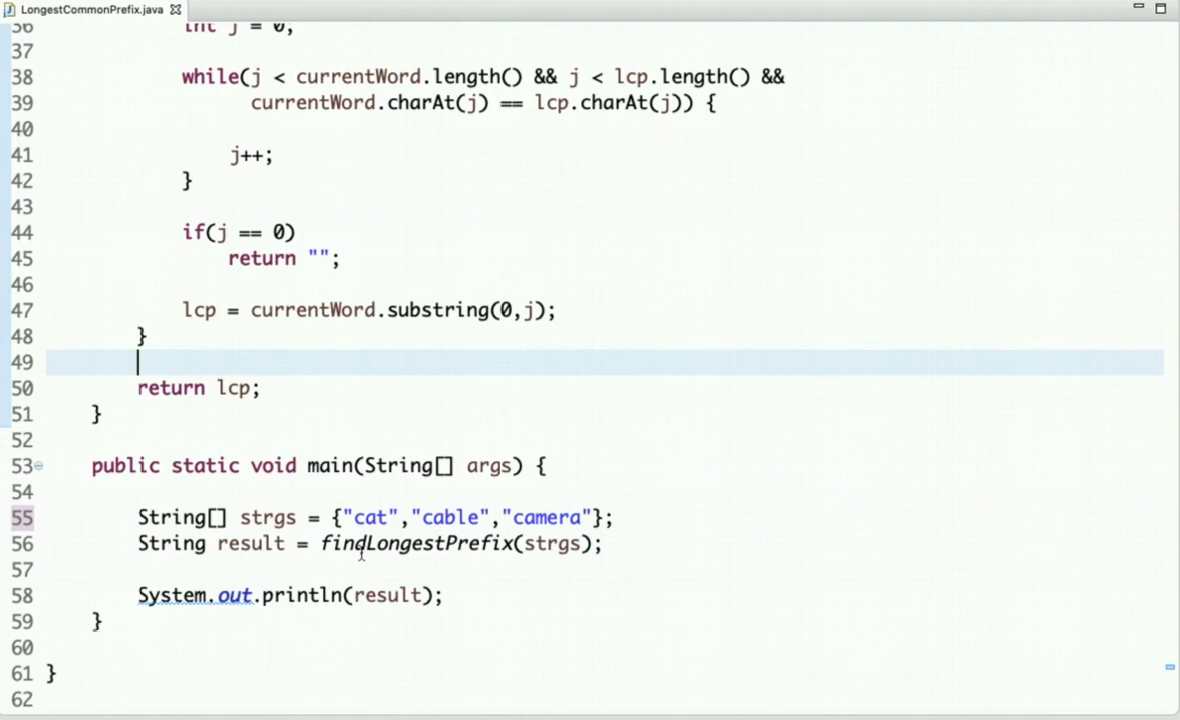 LongestCommonPrefix.java
36 int j = 0;
37
38 while(j < currentWord.length() && j < lcp.length() &&
39 currentWord.charAt(j) == lcp.charAt(j)) {
40
41 j++;
42 }
43
44 if(j == 0)
45 return "";
46
47 lcp = currentWord.substring(0,j);
48 }
49
50 return lcp;
51 }
52
53 public static void main(String[] args) {
54
55 String[] strgs = {"cat","cable","camera"};
56 String result = findLongestPrefix(strgs);
57
58 System.out.println(result);
59 }
60
61 }
62